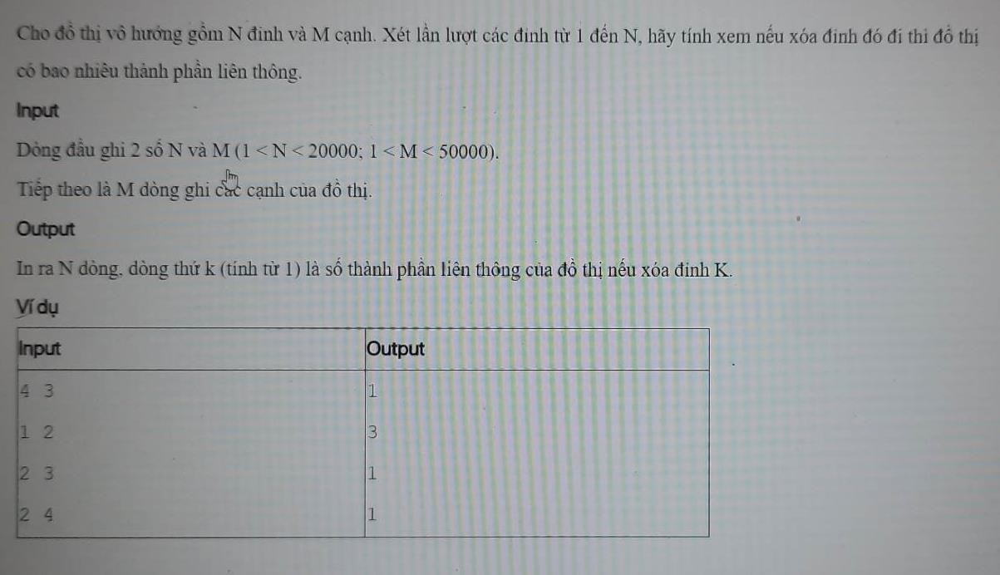 Cho đồ thị vô hướng gồm N đỉnh và M cạnh. Xét lần lượt các đỉnh từ 1 đến N, hãy tính xem nếu xóa đỉnh đó đi thì đồ thị
có bao nhiêu thành phần liên thông.
Input
Dòng đầu ghi 2 số N và M (1 < N < 20000; 1 < M < 50000).
Tiếp theo là M dòng ghi các cạnh của đồ thị.
Output
In ra N dòng, dòng thứ k (tính từ 1) là số thành phần liên thông của đồ thị nếu xóa đỉnh K.
Ví dụ
Input Output
4 3 1
1 2 3
2 3 1
2 4 1